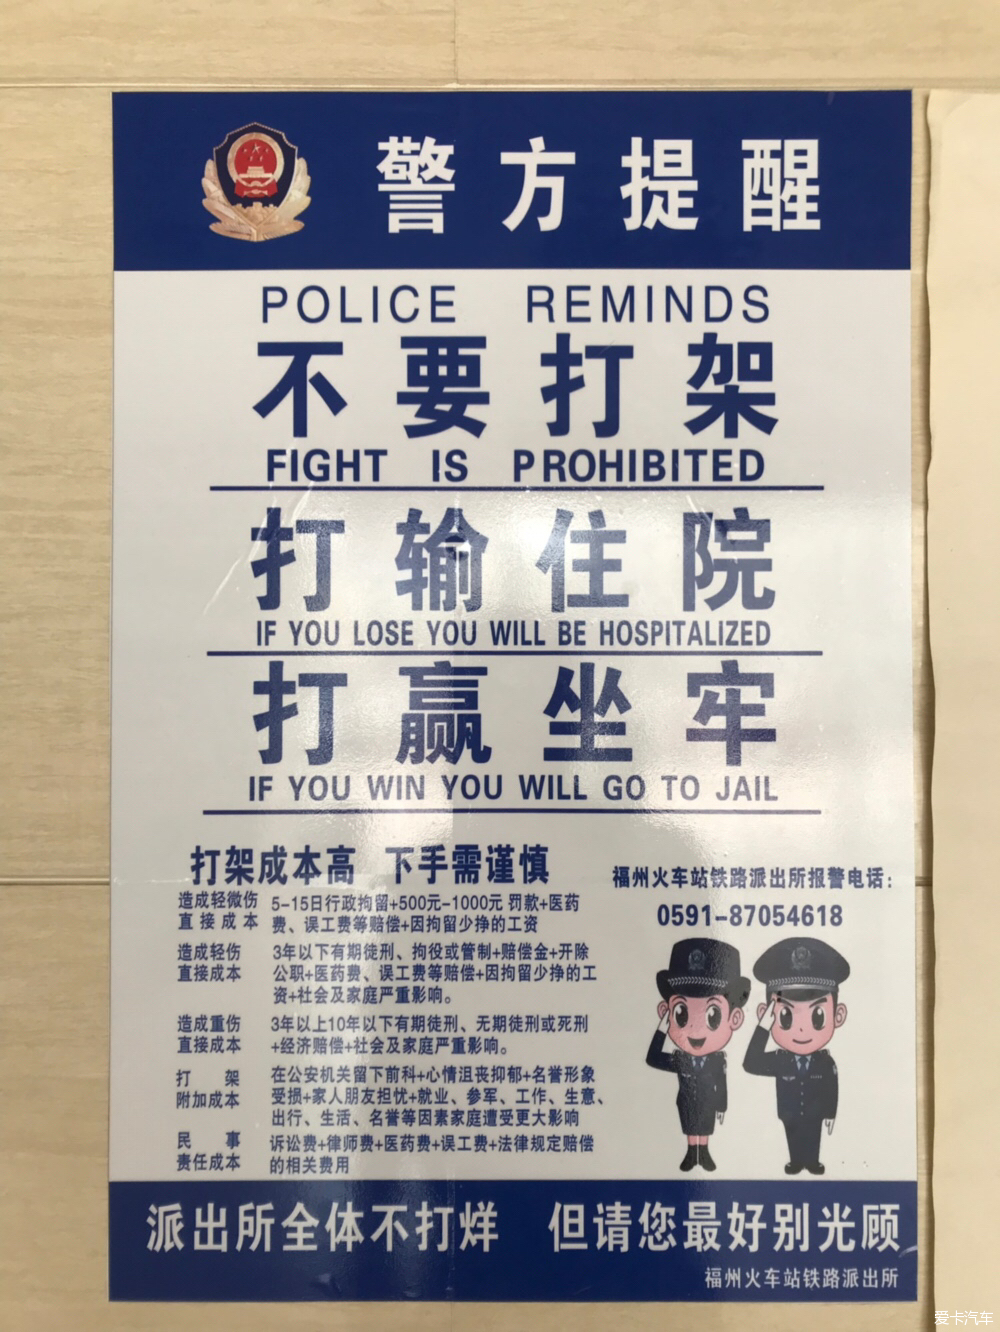 警方提醒
POLICE REMINDS
不要打架
FIGHT IS PROHIBITED
打输住院
IF YOU LOSE YOU WILL BE HOSPITALIZED
打赢坐牢
IF YOU WIN YOU WILL GO TO JAIL
打架成本高 下手需谨慎
造成轻微伤
直接成本
5-15日行政拘留+500元-1000元 罚款+医药
费、误工费等赔偿+因拘留少挣的工资
造成轻伤
直接成本
3年以下有期徒刑、拘役或管制+赔偿金+开除
公职+医药费、误工费等赔偿+因拘留少挣的工
资+社会及家庭严重影响。
造成重伤
直接成本
3年以上10年以下有期徒刑、无期徒刑或死刑
+经济赔偿+社会及家庭严重影响。
打架
附加成本
在公安机关留下前科+心情沮丧抑郁+名誉形象
受损+家人朋友担忧+就业、参军、工作、生意、
出行、生活、名誉等因素家庭遭受更大影响
民事
责任成本
诉讼费+律师费+医药费+误工费+法律规定赔偿
的相关费用
福州火车站铁路派出所报警电话:
0591-87054618
派出所全体不打烊 但请您最好别光顾
福州火车站铁路派出所
爱卡汽车